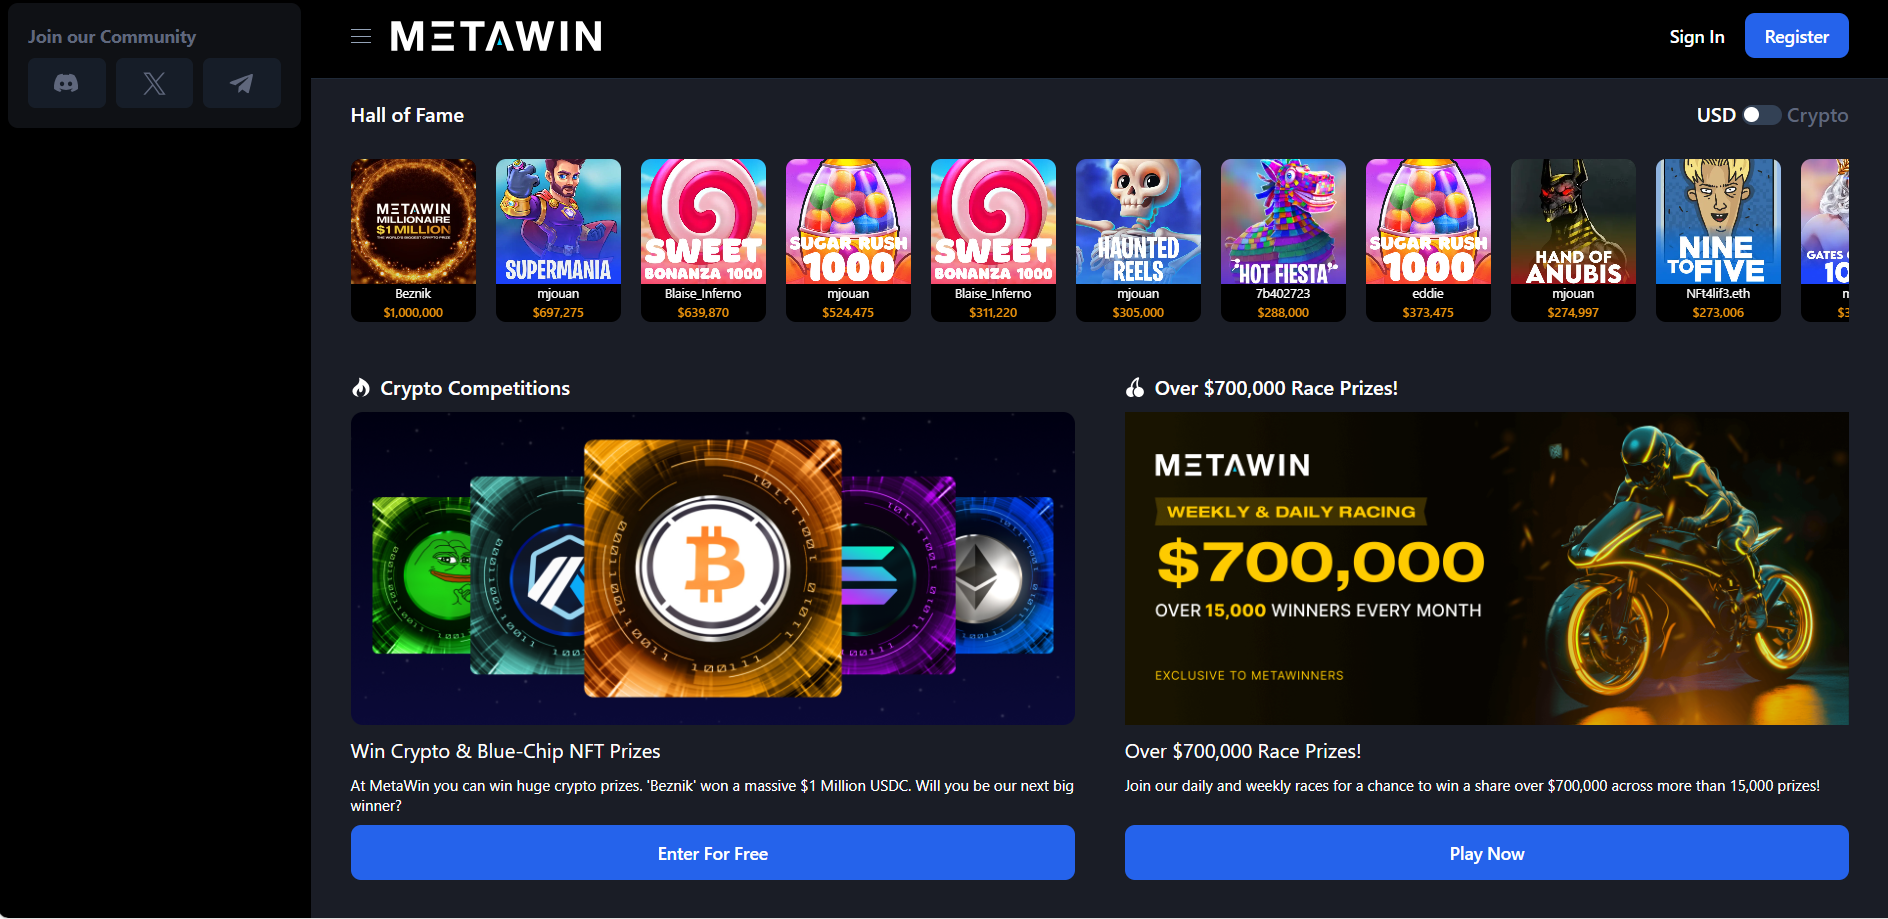 Join our Community
METAWIN
Sign In
Register
Hall of Fame
USD
Crypto
METAWIN
MILLIONAIRE
$1 MILLION
THE WORLD'S BIGGEST CRYPTO PRIZE
Beznik
$1,000,000
SUPERMANIA
mjouan
$697,275
SWEET
BONANZA 1000
Blaise_Inferno
$639,870
SUGAR RUSH
1000
mjouan
$524,475
SWEET
BONANZA 1000
Blaise_Inferno
$311,220
HAUNTED
REELS
mjouan
$305,000
HOT FIESTA
7b402723
$288,000
SUGAR RUSH
1000
eddie
$373,475
HAND OF
ANUBIS
mjouan
$274,997
NINE
TO FIVE
NFt4lif3.eth
$273,006
GATES
10
Crypto Competitions
Over $700,000 Race Prizes!
METAWIN
WEEKLY & DAILY RACING
$700,000
OVER 15,000 WINNERS EVERY MONTH
EXCLUSIVE TO METAWINNERS
Win Crypto & Blue-Chip NFT Prizes
At MetaWin you can win huge crypto prizes. 'Beznik' won a massive $1 Million USDC. Will you be our next big
winner?
Enter For Free
Over $700,000 Race Prizes!
Join our daily and weekly races for a chance to win a share over $700,000 across more than 15,000 prizes!
Play Now